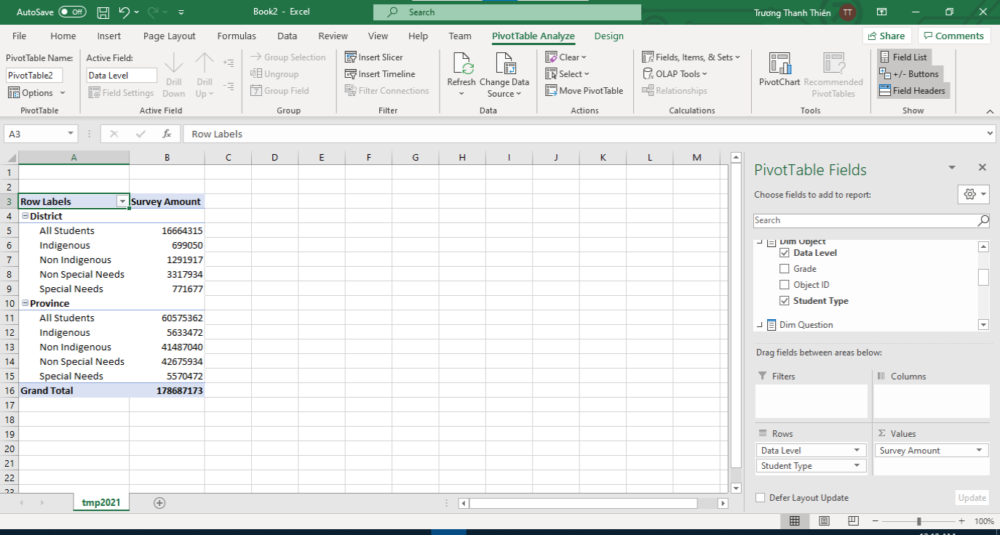 AutoSave Off Book2 - Excel Search Trương Thanh Thiên TT
File Home Insert Page Layout Formulas Data Review View Help Team PivotTable Analyze Design Share Comments
PivotTable Name: Active Field: Group Selection Insert Slicer Clear Fields, Items, & Sets Field List
PivotTable2 Data Level Ungroup Insert Timeline Select OLAP Tools +/- Buttons
Options Field Settings Drill Down Drill Up Group Field Filter Connections Refresh Change Data Source Move PivotTable Relationships PivotChart Recommended PivotTables Field Headers
PivotTable Active Field Group Filter Data Actions Calculations Tools Show
A3 fx Row Labels
A B C D E F G H I J K L M
1
2
3 Row Labels Survey Amount
4 District
5 All Students 16664315
6 Indigenous 699050
7 Non Indigenous 1291917
8 Non Special Needs 3317934
9 Special Needs 771677
10 Province
11 All Students 60575362
12 Indigenous 5633472
13 Non Indigenous 41487040
14 Non Special Needs 42675934
15 Special Needs 5570472
16 Grand Total 178687173
17
18
19
20
21
22
23
PivotTable Fields
Choose fields to add to report:
Search
Dim Object
Data Level
Grade
Object ID
Student Type
Dim Question
Drag fields between areas below:
Filters Columns
Rows Σ Values
Data Level Survey Amount
Student Type
Defer Layout Update Update
tmp2021
100%